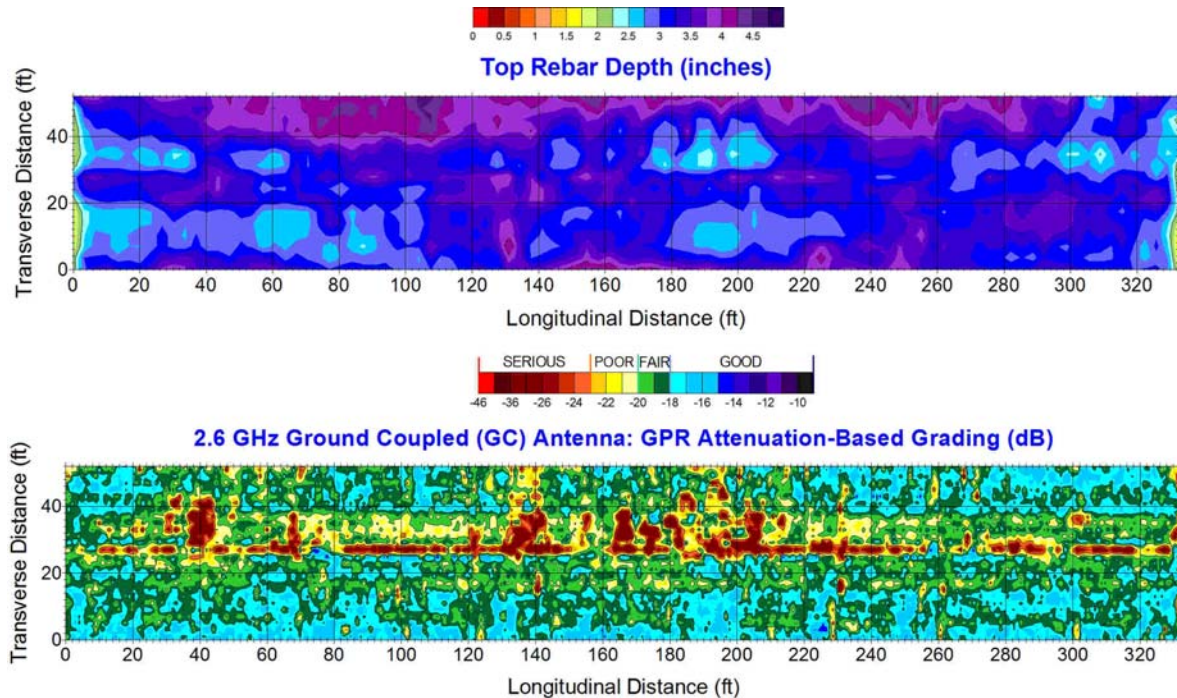 0 0.5 1 1.5 2 2.5 3 3.5 4 4.5
Top Rebar Depth (inches)
Transverse Distance (ft)
40
20
0
0 20 40 60 80 100 120 140 160 180 200 220 240 260 280 300 320
Longitudinal Distance (ft)
SERIOUS POOR FAIR GOOD
-46 -36 -26 -24 -22 -20 -18 -16 -14 -12 -10
2.6 GHz Ground Coupled (GC) Antenna: GPR Attenuation-Based Grading (dB)
Transverse Distance (ft)
40
20
0
0 20 40 60 80 100 120 140 160 180 200 220 240 260 280 300 320
Longitudinal Distance (ft)